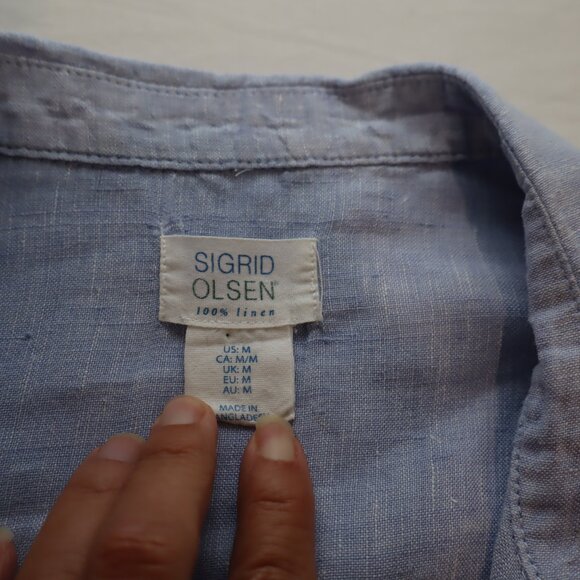 SIGRID
OLSEN®
100% linen
US: M
CA: M/M
UK: M
EU: M
AU: M
MADE IN